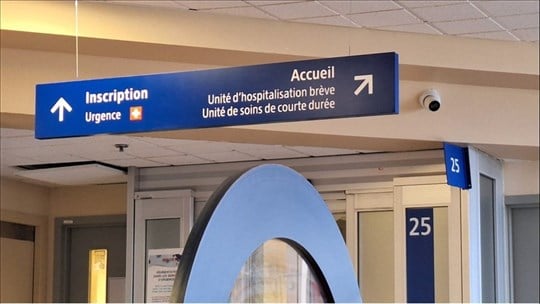 Inscription
Urgence
Accueil
Unité d'hospitalisation brève
Unité de soins de courte durée
25
25